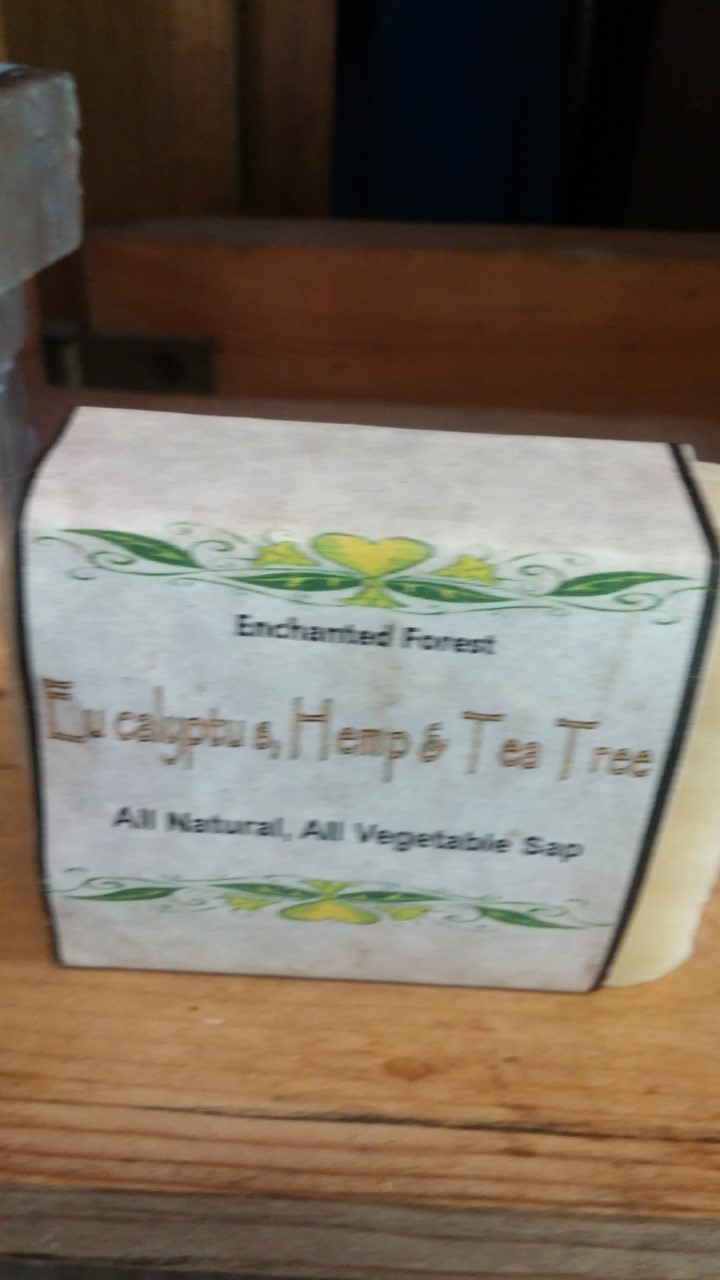 Enchanted Forest
Eucalyptus, Hemp & Tea Tree
All Natural, All Vegetable Sap